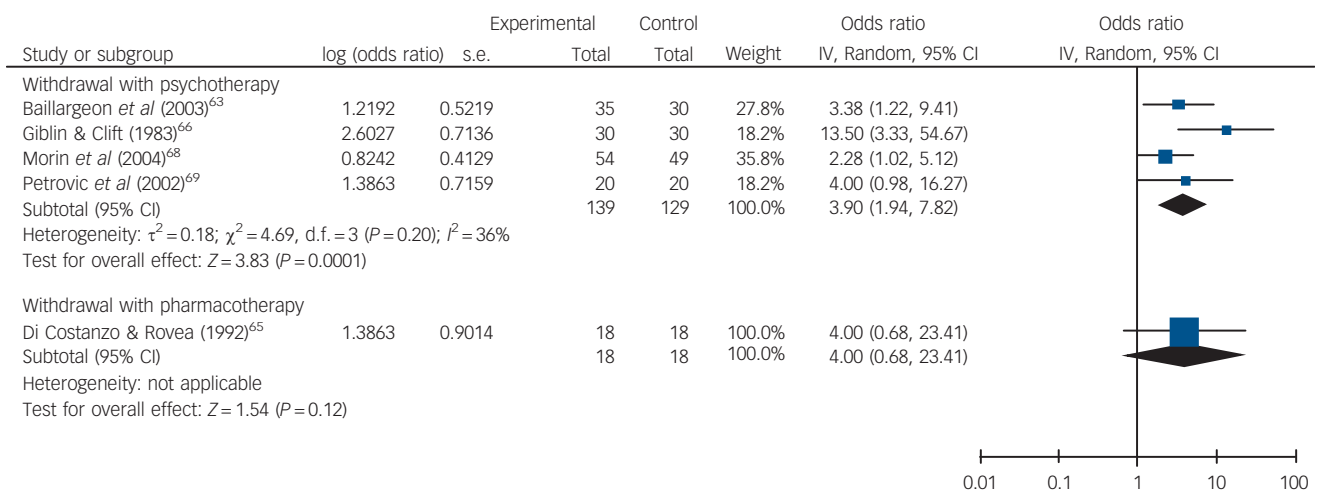 Experimental Control Odds ratio Odds ratio
Study or subgroup log (odds ratio) s.e. Total Total Weight IV, Random, 95% CI IV, Random, 95% CI
Withdrawal with psychotherapy
Baillargeon et al (2003)63 1.2192 0.5219 35 30 27.8% 3.38 (1.22, 9.41)
Giblin & Clift (1983)66 2.6027 0.7136 30 30 18.2% 13.50 (3.33, 54.67)
Morin et al (2004)68 0.8242 0.4129 54 49 35.8% 2.28 (1.02, 5.12)
Petrovic et al (2002)69 1.3863 0.7159 20 20 18.2% 4.00 (0.98, 16.27)
Subtotal (95% CI) 139 129 100.0% 3.90 (1.94, 7.82)
Heterogeneity: τ2 = 0.18; χ2 = 4.69, d.f. = 3 (P = 0.20); I2 = 36%
Test for overall effect: Z = 3.83 (P = 0.0001)
Withdrawal with pharmacotherapy
Di Costanzo & Rovea (1992)65 1.3863 0.9014 18 18 100.0% 4.00 (0.68, 23.41)
Subtotal (95% CI) 18 18 100.0% 4.00 (0.68, 23.41)
Heterogeneity: not applicable
Test for overall effect: Z = 1.54 (P = 0.12)
0.01 0.1 1 10 100